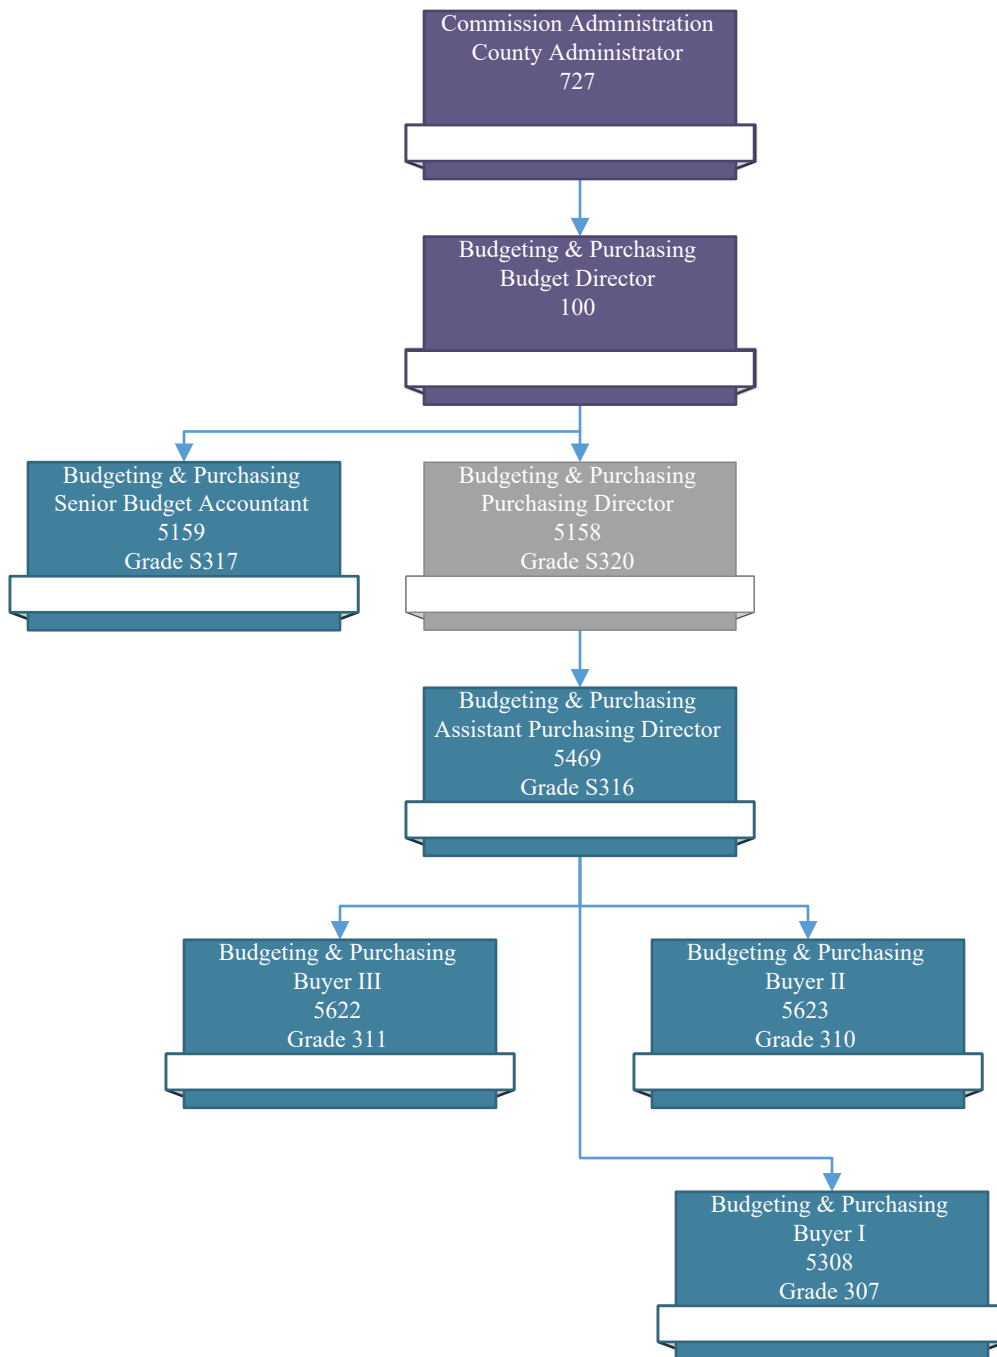 Commission Administration
County Administrator
727
Budgeting & Purchasing
Budget Director
100
Budgeting & Purchasing
Senior Budget Accountant
5159
Grade S317
Budgeting & Purchasing
Purchasing Director
5158
Grade S320
Budgeting & Purchasing
Assistant Purchasing Director
5469
Grade S316
Budgeting & Purchasing
Buyer III
5622
Grade 311
Budgeting & Purchasing
Buyer II
5623
Grade 310
Budgeting & Purchasing
Buyer I
5308
Grade 307